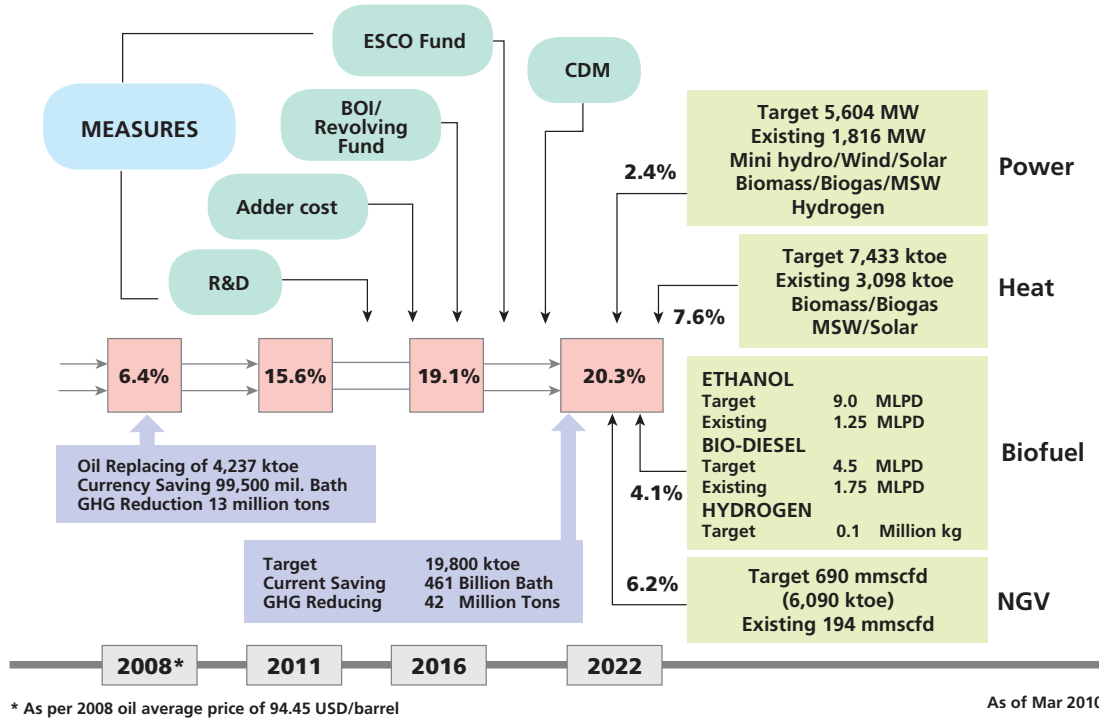 ESCO Fund
CDM
MEASURES
BOI/
Revolving
Fund
Adder cost
R&D
Target 5,604 MW
Existing 1,816 MW
Mini hydro/Wind/Solar
Biomass/Biogas/MSW
Hydrogen
Power
2.4%
Target 7,433 ktoe
Existing 3,098 ktoe
Biomass/Biogas
MSW/Solar
Heat
7.6%
6.4%
15.6%
19.1%
20.3%
ETHANOL
Target 9.0 MLPD
Existing 1.25 MLPD
BIO-DIESEL
Target 4.5 MLPD
Existing 1.75 MLPD
HYDROGEN
Target 0.1 Million kg
Biofuel
4.1%
Oil Replacing of 4,237 ktoe
Currency Saving 99,500 mil. Bath
GHG Reduction 13 million tons
Target 19,800 ktoe
Current Saving 461 Billion Bath
GHG Reducing 42 Million Tons
6.2%
Target 690 mmscfd
(6,090 ktoe)
Existing 194 mmscfd
NGV
2008*
2011
2016
2022
* As per 2008 oil average price of 94.45 USD/barrel
As of Mar 2010